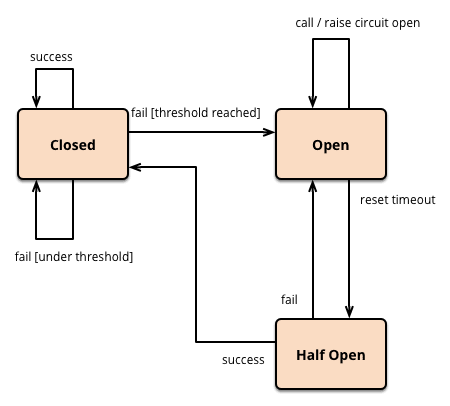 call / raise circuit open
success
fail [threshold reached]
Closed
Open
reset timeout
fail [under threshold]
fail
Half Open
success